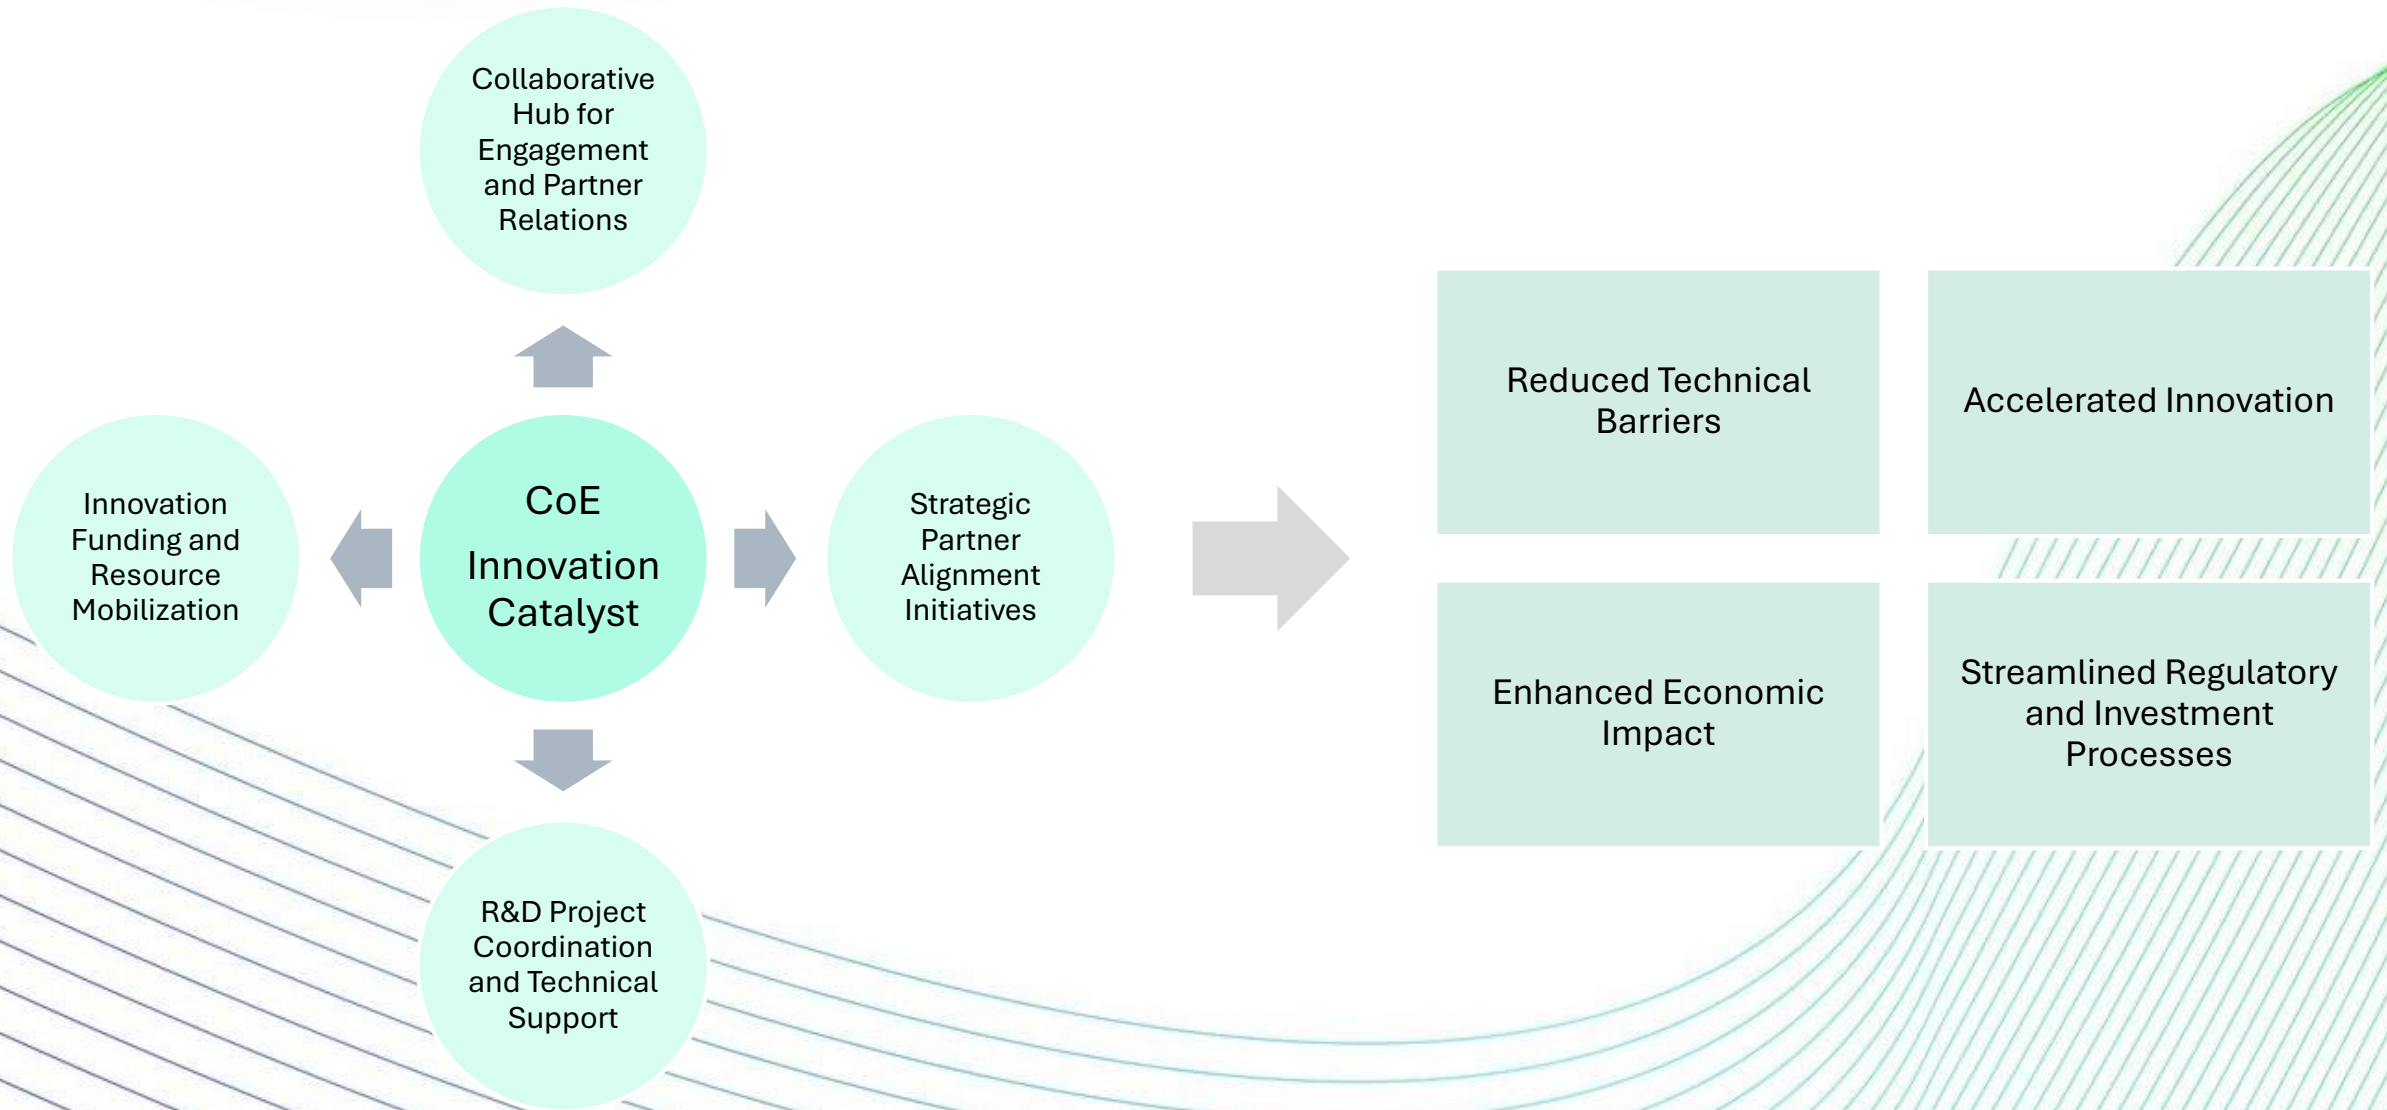 Collaborative
Hub for
Engagement
and Partner
Relations
Innovation
Funding and
Resource
Mobilization
CoE
Innovation
Catalyst
Strategic
Partner
Alignment
Initiatives
R&D Project
Coordination
and Technical
Support
Reduced Technical
Barriers
Accelerated Innovation
Enhanced Economic
Impact
Streamlined Regulatory
and Investment
Processes